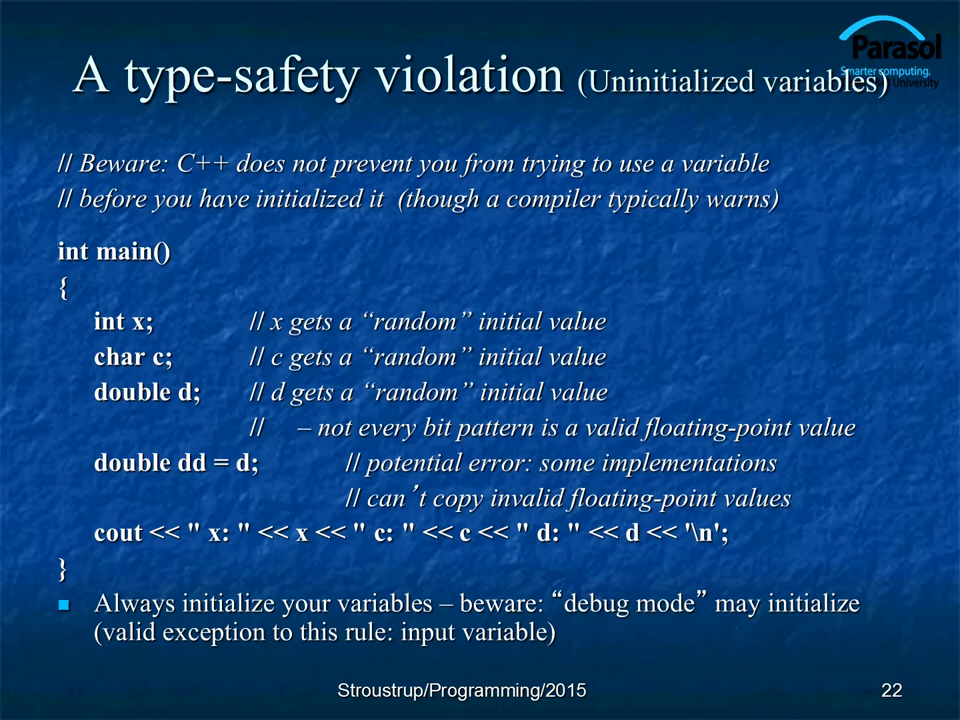 Parasol
Smarter computing.
University
A type-safety violation (Uninitialized variables)
// Beware: C++ does not prevent you from trying to use a variable
// before you have initialized it (though a compiler typically warns)
int main()
{
int x; // x gets a “random” initial value
char c; // c gets a “random” initial value
double d; // d gets a “random” initial value
// – not every bit pattern is a valid floating-point value
double dd = d; // potential error: some implementations
// can’t copy invalid floating-point values
cout << " x: " << x << " c: " << c << " d: " << d << '\n';
}
Always initialize your variables – beware: “debug mode” may initialize
(valid exception to this rule: input variable)
Stroustrup/Programming/2015 22